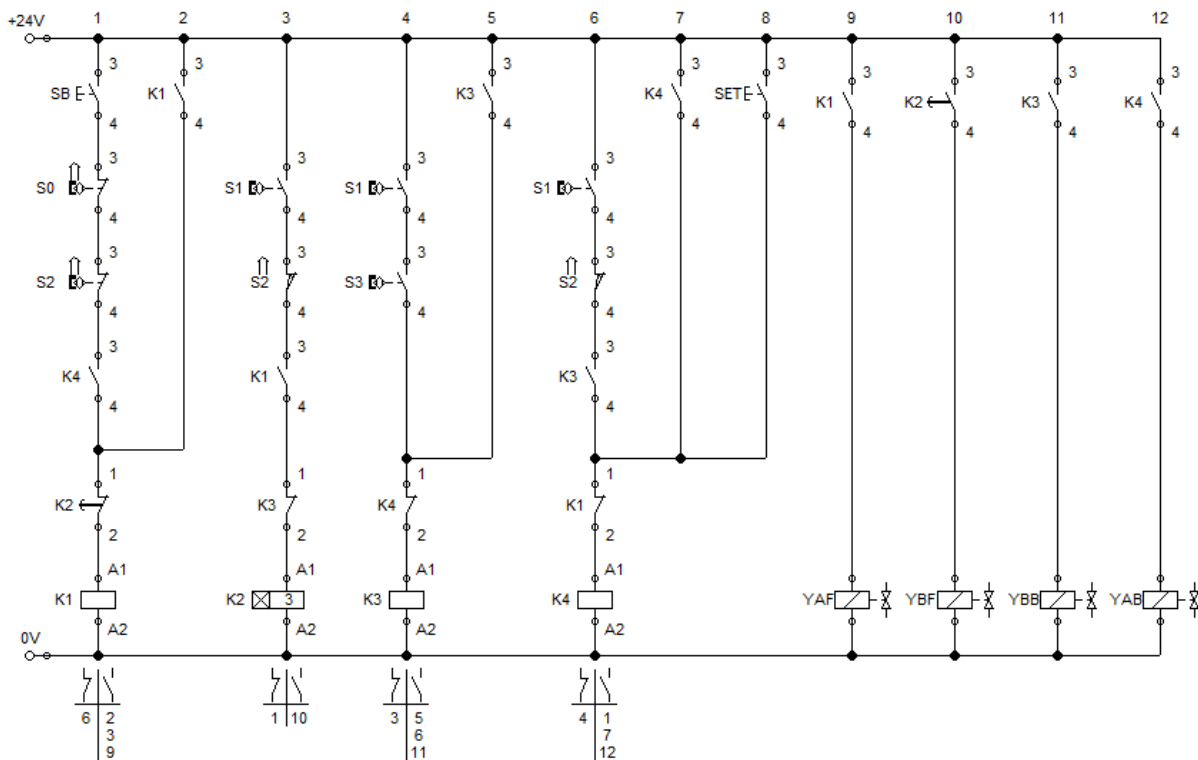 1 2 3 4 5 6 7 8 9 10 11 12
+24V
3 3 3 3 3 3 3 3 3
SB K1 K3 K4 SET K1 K2 K3 K4
4 4 4 4 4 4 4 4 4
3 3 3 3
S0 S1 S1 S1
4 4 4 4
3 3 3 3
S2 S2 S3 S2
4 4 4 4
3 3 3
K4 K1 K3
4 4 4
1 1 1 1
K2 K3 K4 K1
2 2 2 2
A1 A1 A1 A1
K1 K2 3 K3 K4 YAF YBF YBB YAB
A2 A2 A2 A2
0V
6 2 1 10 3 5 4 1
3 6 7
9 11 12